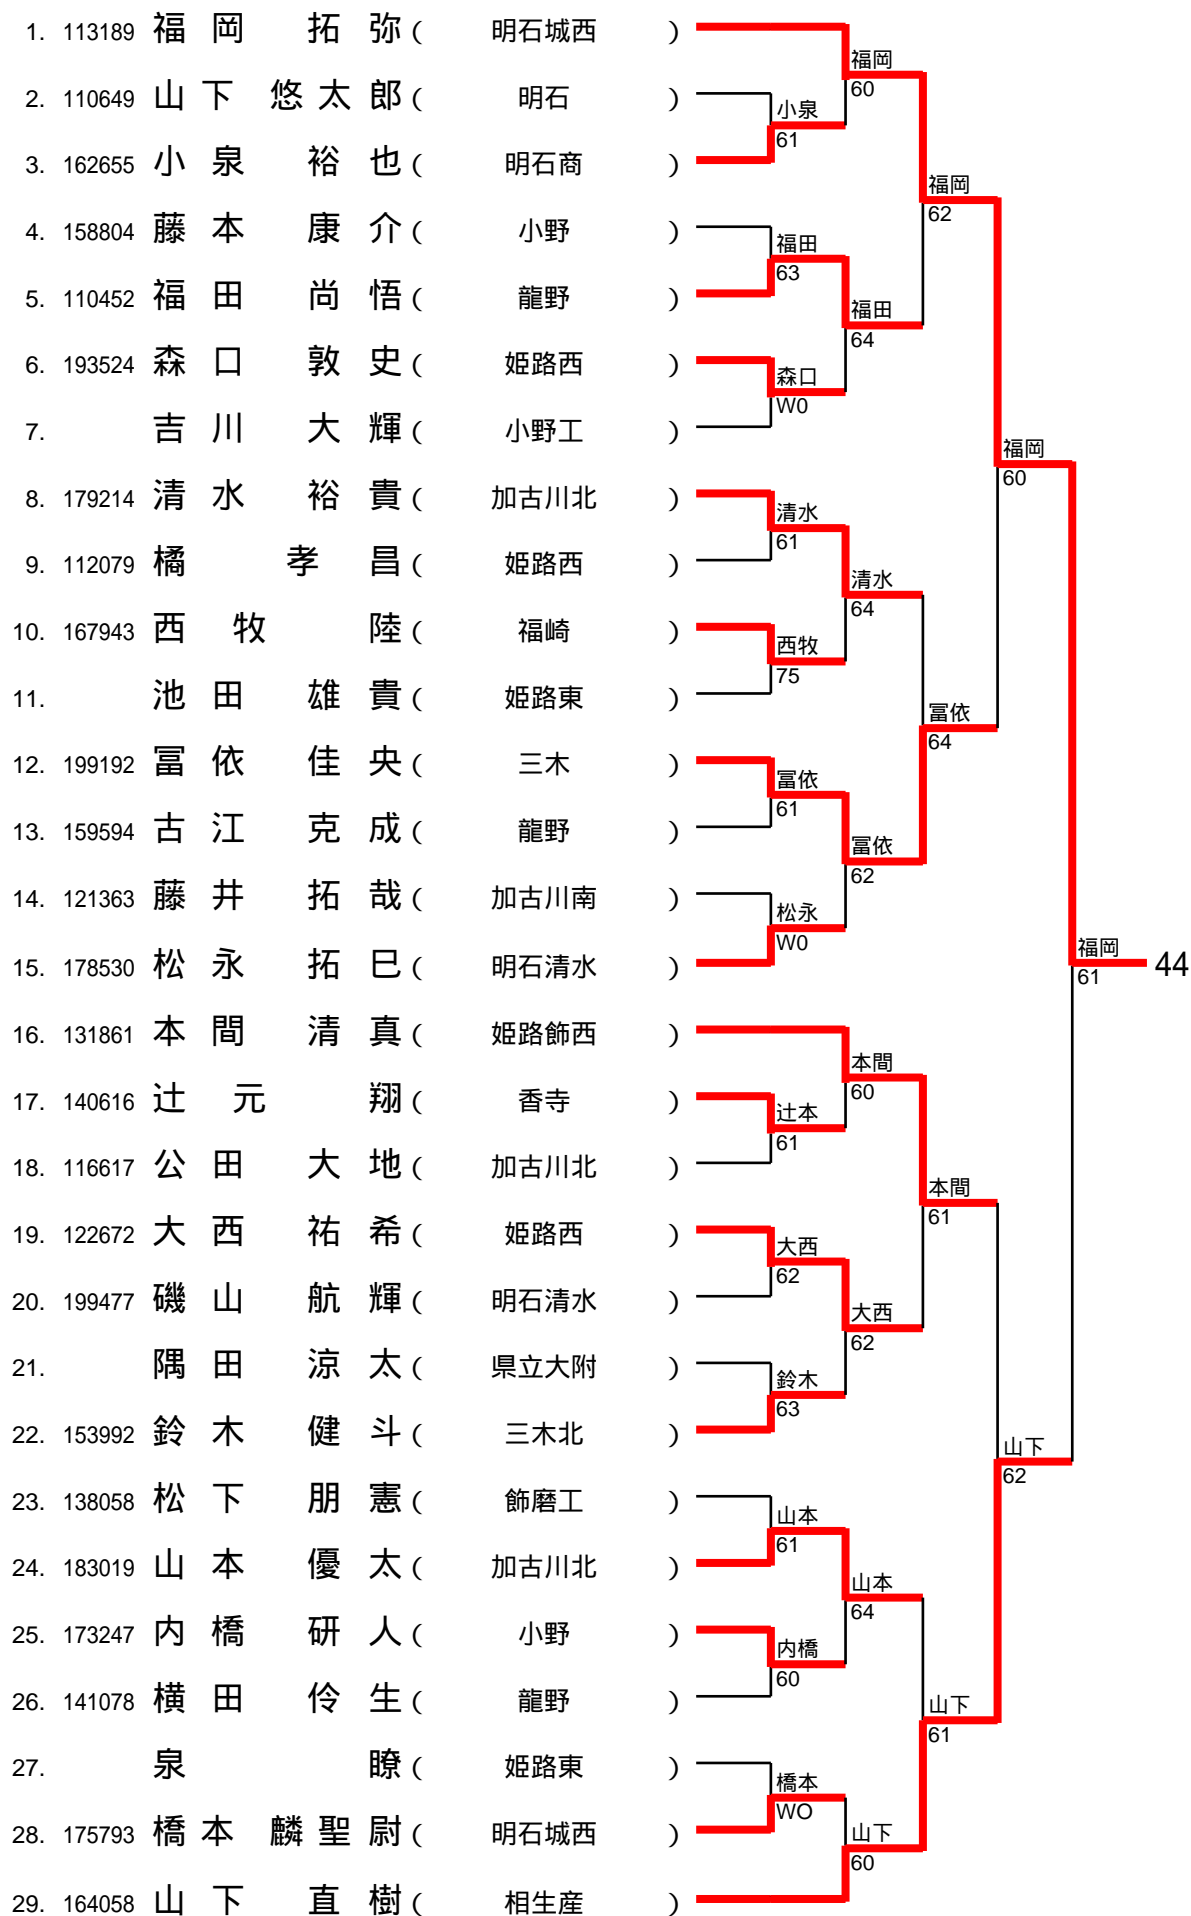 1. 113189 福岡 拓弥 ( 明石城西 )
福岡
60
2. 110649 山下 悠太郎 ( 明石 )
小泉
61
3. 162655 小泉 裕也 ( 明石商 )
福岡
62
4. 158804 藤本 康介 ( 小野 )
福田
63
5. 110452 福田 尚悟 ( 龍野 )
福田
64
6. 193524 森口 敦史 ( 姫路西 )
森口
W0
7. 吉川 大輝 ( 小野工 )
福岡
60
8. 179214 清水 裕貴 ( 加古川北 )
清水
61
9. 112079 橘 孝昌 ( 姫路西 )
清水
64
10. 167943 西牧 陸 ( 福崎 )
西牧
75
11. 池田 雄貴 ( 姫路東 )
冨依
64
12. 199192 冨依 佳央 ( 三木 )
冨依
61
13. 159594 古江 克成 ( 龍野 )
冨依
62
14. 121363 藤井 拓哉 ( 加古川南 )
松永
W0
15. 178530 松永 拓巳 ( 明石清水 )
福岡
61
44
16. 131861 本間 清真 ( 姫路飾西 )
本間
60
17. 140616 辻元 翔 ( 香寺 )
辻本
61
18. 116617 公田 大地 ( 加古川北 )
本間
61
19. 122672 大西 祐希 ( 姫路西 )
大西
62
20. 199477 磯山 航輝 ( 明石清水 )
大西
62
21. 隅田 涼太 ( 県立大附 )
鈴木
63
22. 153992 鈴木 健斗 ( 三木北 )
山下
62
23. 138058 松下 朋憲 ( 飾磨工 )
山本
61
24. 183019 山本 優太 ( 加古川北 )
山本
64
25. 173247 内橋 研人 ( 小野 )
内橋
60
26. 141078 横田 伶生 ( 龍野 )
山下
61
27. 泉 瞭 ( 姫路東 )
橋本
WO
28. 175793 橋本 麟聖尉 ( 明石城西 )
山下
60
29. 164058 山下 直樹 ( 相生産 )